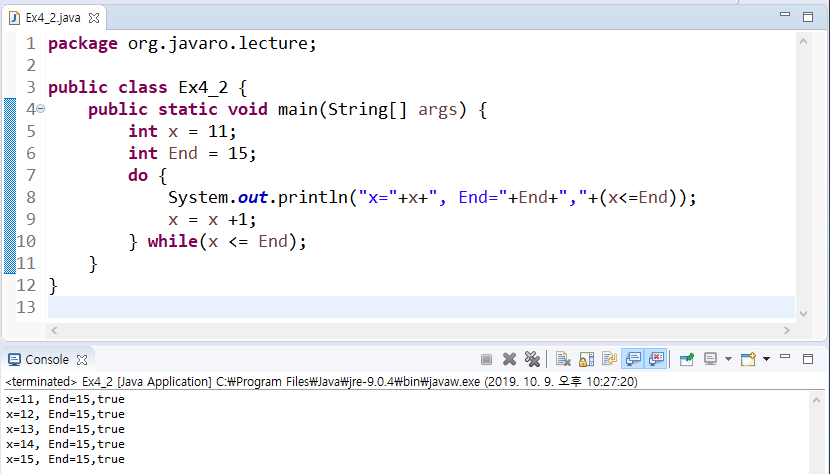 Ex4_2.java
1 package org.javaro.lecture;
2
3 public class Ex4_2 {
4 public static void main(String[] args) {
5 int x = 11;
6 int End = 15;
7 do {
8 System.out.println("x="+x+", End="+End+","+(x<=End));
9 x = x +1;
10 } while(x <= End);
11 }
12 }
13
Console
<terminated> Ex4_2 [Java Application] C:₩Program Files₩Java₩jre-9.0.4₩bin₩javaw.exe (2019. 10. 9. 오후 10:27:20)
x=11, End=15,true
x=12, End=15,true
x=13, End=15,true
x=14, End=15,true
x=15, End=15,true